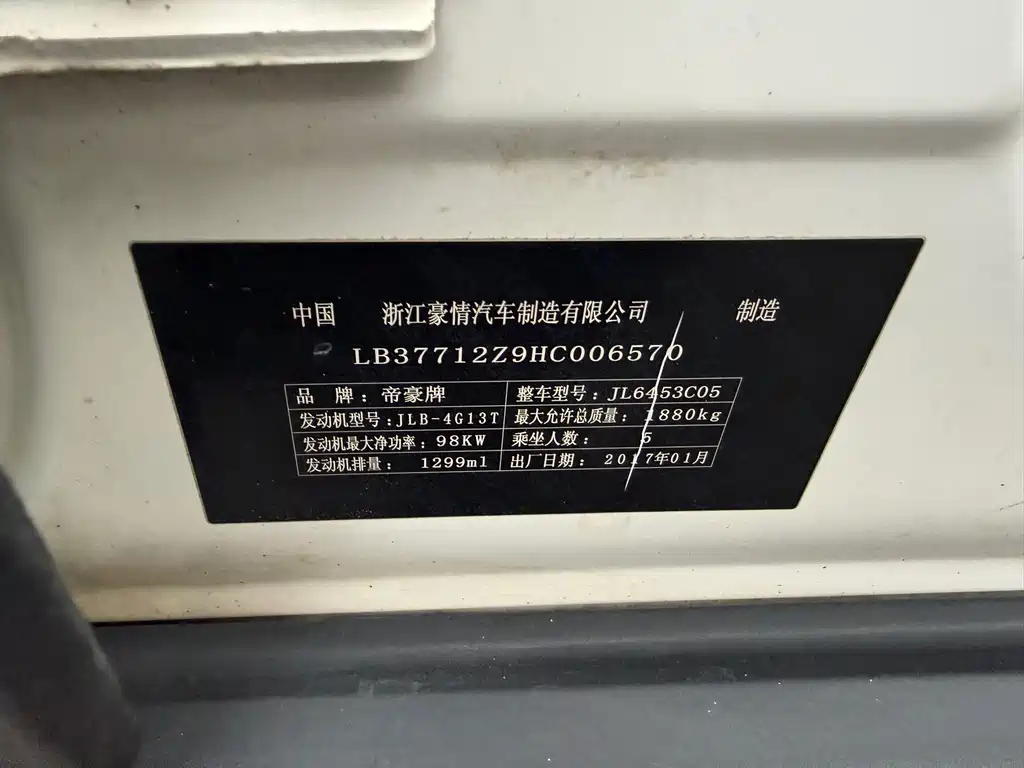 中国 浙江豪情汽车制造有限公司 制造
LB37712Z9HC006570
品 牌：帝豪牌 整车型号：JL6453C05
发动机型号：JLB-4G13T 最大允许总质量：1880kg
发动机最大净功率：98KW 乘坐人数：5
发动机排量：1299ml 出厂日期：2017年01月